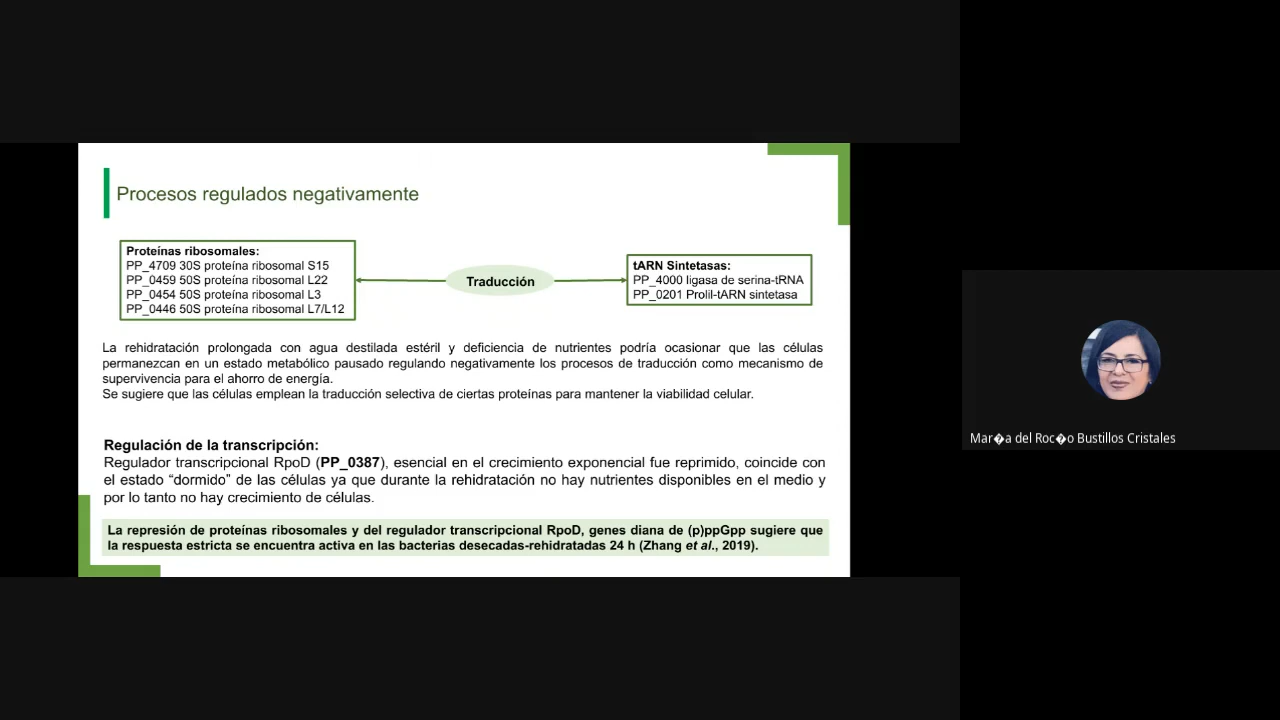 Procesos regulados negativamente
Proteínas ribosomales:
PP_4709 30S proteína ribosomal S15
PP_0459 50S proteína ribosomal L22
PP_0454 50S proteína ribosomal L3
PP_0446 50S proteína ribosomal L7/L12
Traducción
tARN Sintetasas:
PP_4000 ligasa de serina-tRNA
PP_0201 Prolil-tARN sintetasa
La rehidratación prolongada con agua destilada estéril y deficiencia de nutrientes podría ocasionar que las células
permanezcan en un estado metabólico pausado regulando negativamente los procesos de traducción como mecanismo de
supervivencia para el ahorro de energía.
Se sugiere que las células emplean la traducción selectiva de ciertas proteínas para mantener la viabilidad celular.
Regulación de la transcripción:
Regulador transcripcional RpoD (PP_0387), esencial en el crecimiento exponencial fue reprimido, coincide con
el estado “dormido” de las células ya que durante la rehidratación no hay nutrientes disponibles en el medio y
por lo tanto no hay crecimiento de células.
La represión de proteínas ribosomales y del regulador transcripcional RpoD, genes diana de (p)ppGpp sugiere que
la respuesta estricta se encuentra activa en las bacterias desecadas-rehidratadas 24 h (Zhang et al., 2019).
Mar�a del Roc�o Bustillos Cristales